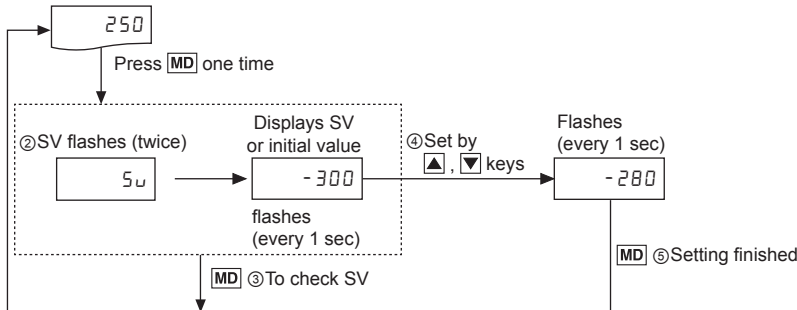 250
Press MD one time
②SV flashes (twice)
Su
Displays SV
or initial value
-300
flashes
(every 1 sec)
④Set by
▲, ▼ keys
Flashes
(every 1 sec)
-280
MD ③To check SV
MD ⑤Setting finished